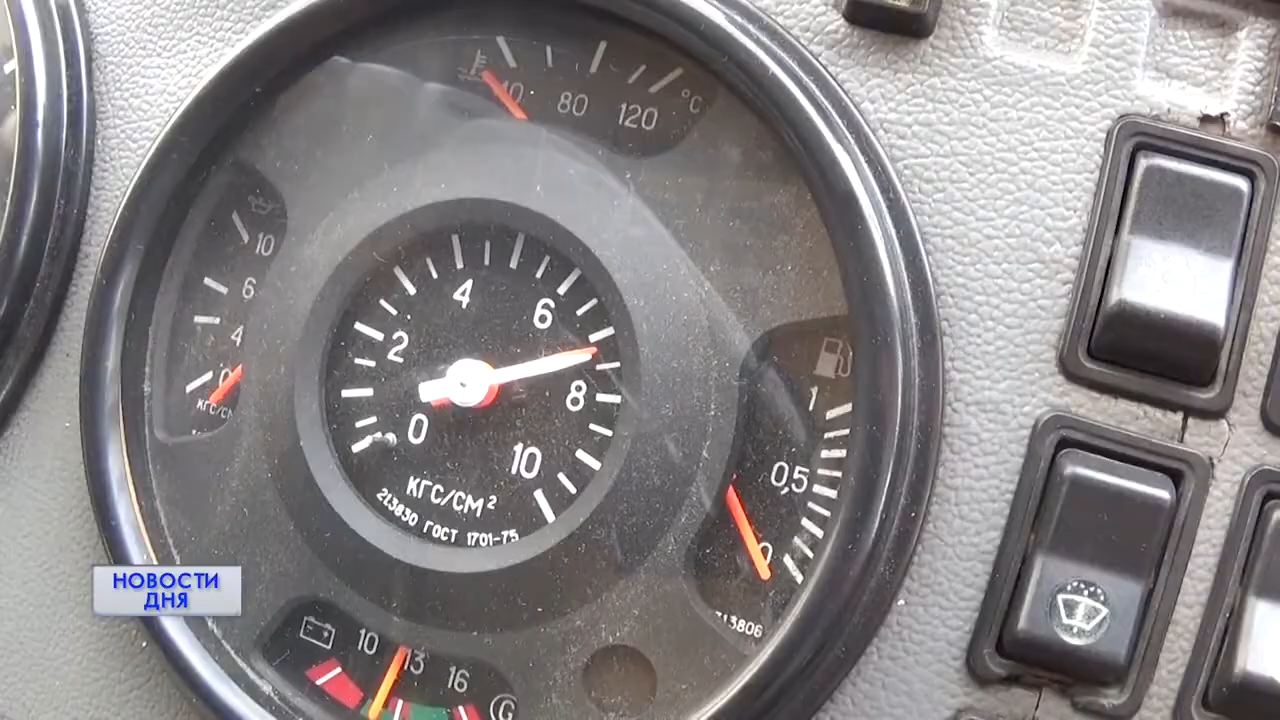 40 80 120 °C
10
6
4
0
КГС/СМ
0 2 4 6 8 10
КГС/СМ²
213830 ГОСТ 1701-75
1
0,5
0
10 13 16
G
НОВОСТИ
ДНЯ